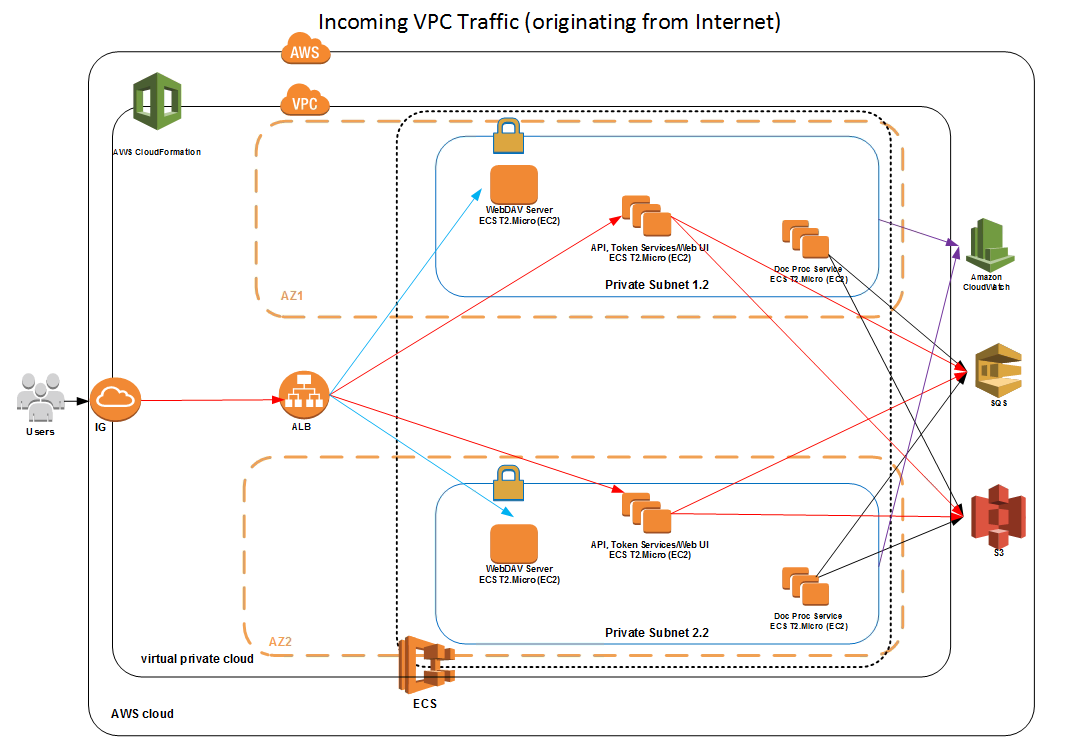 Incoming VPC Traffic (originating from Internet)
AWS
VPC
AWS CloudFormation
WebDAV Server
ECS T2.Micro(EC2)
API, Token Services/Web UI
ECS T2.Micro (EC2)
Doc Proc Service
ECS T2.Micro (EC2)
Private Subnet 1.2
AZ1
Amazon
CloudWatch
Users
IG
ALB
SQS
WebDAV Server
ECS T2.Micro(EC2)
API, Token Services/Web UI
ECS T2.Micro (EC2)
S3
Doc Proc Service
ECS T2.Micro (EC2)
Private Subnet 2.2
AZ2
virtual private cloud
ECS
AWS cloud